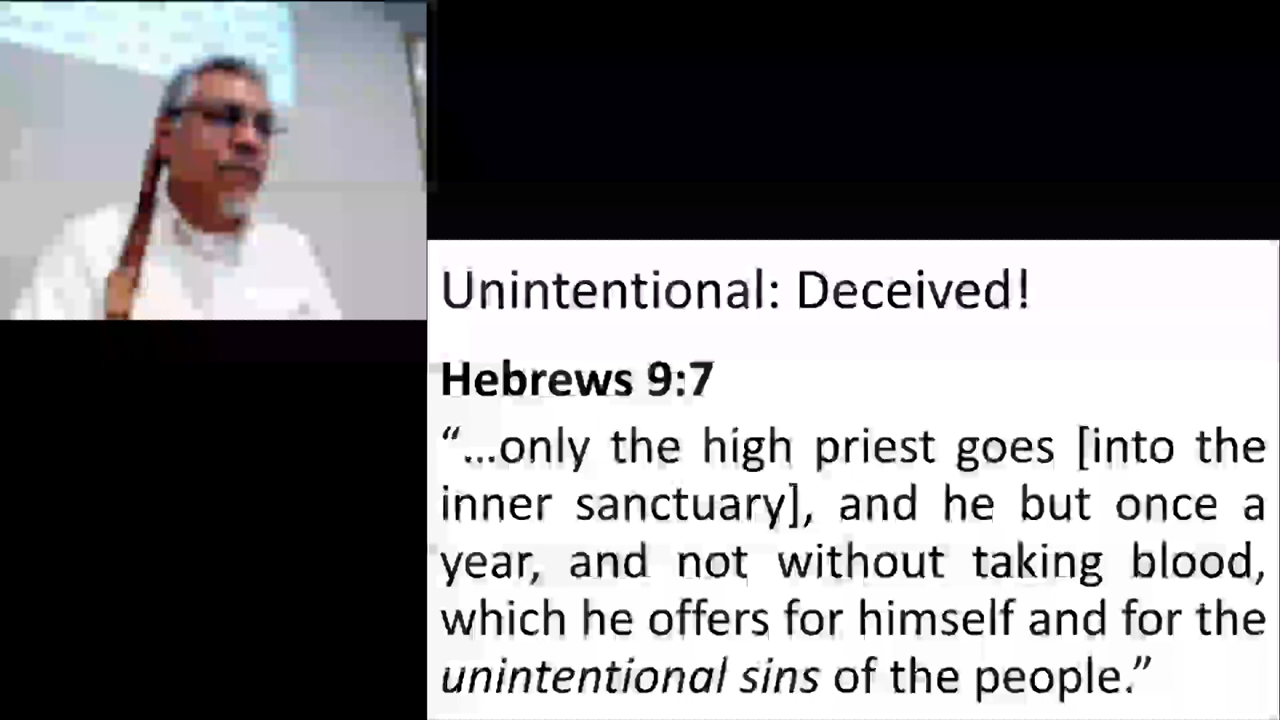 Unintentional: Deceived!
Hebrews 9:7
“…only the high priest goes [into the
inner sanctuary], and he but once a
year, and not without taking blood,
which he offers for himself and for the
unintentional sins of the people.”